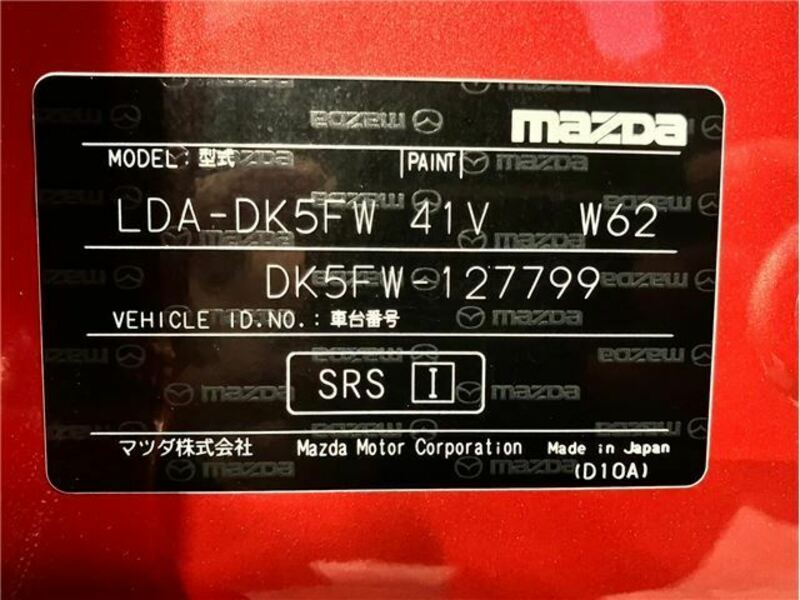 mazda
MODEL: 型式 PAINT
LDA-DK5FW 41V W62
DK5FW-127799
VEHICLE ID.NO.: 車台番号
SRS I
マツダ株式会社 Mazda Motor Corporation Made in Japan
(D10A)